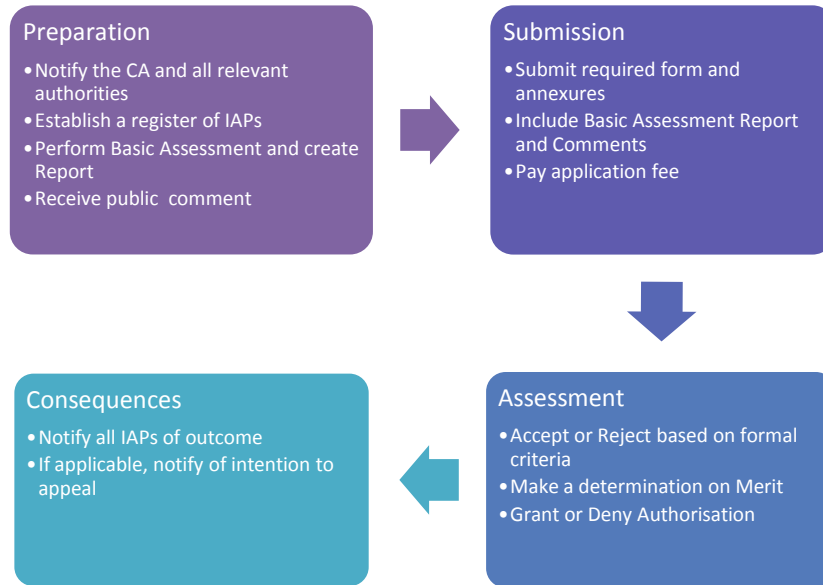 Preparation
•Notify the CA and all relevant
authorities
•Establish a register of IAPs
•Perform Basic Assessment and create
Report
•Receive public  comment
Submission
•Submit required form and
annexures
•Include Basic Assessment Report
and Comments
•Pay application fee
Assessment
•Accept or Reject based on formal
criteria
•Make a determination on Merit
•Grant or Deny Authorisation
Consequences
•Notify all IAPs of outcome
•If applicable, notify of intention to
appeal